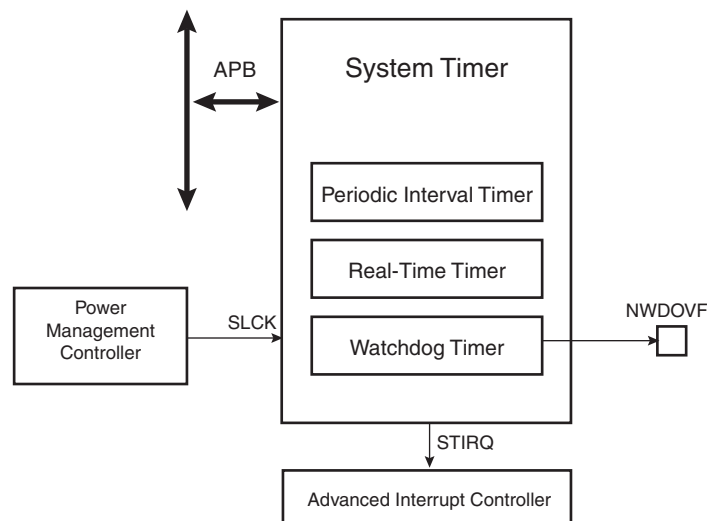 APB
System Timer
Periodic Interval Timer
Real-Time Timer
Power
Management
Controller
SLCK
Watchdog Timer
NWDOVF
STIRQ
Advanced Interrupt Controller